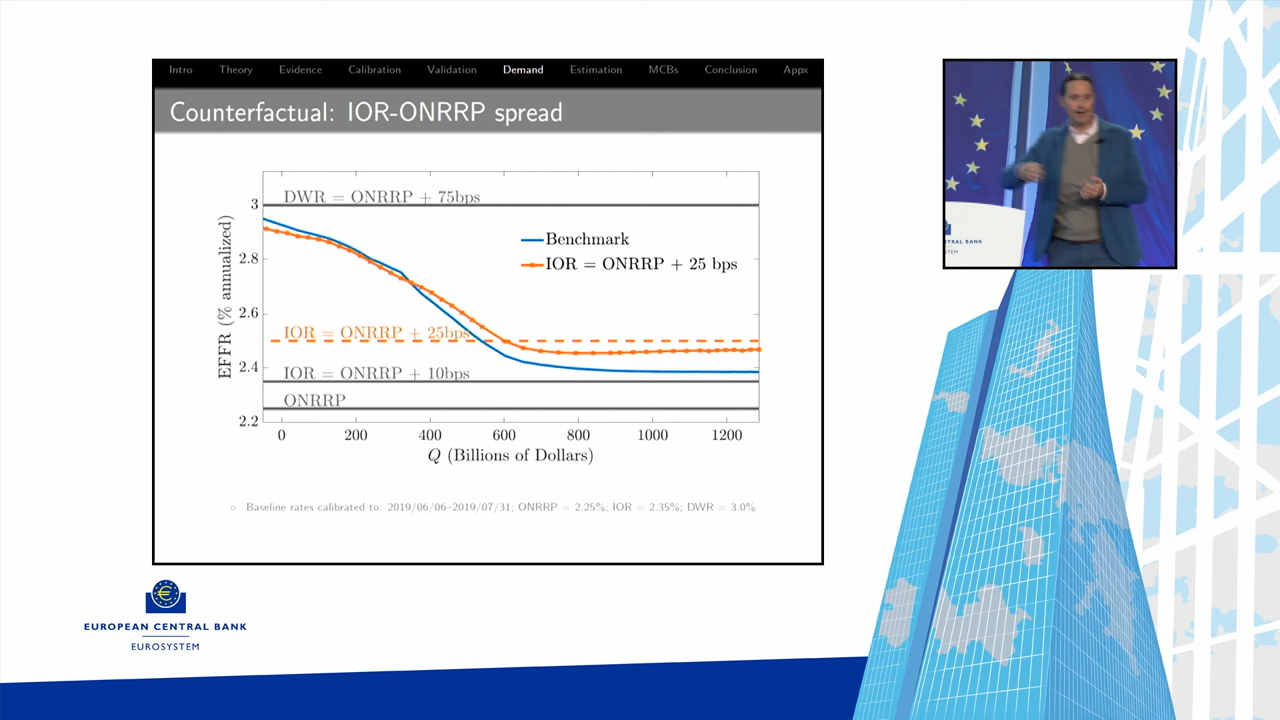 Intro Theory Evidence Calibration Validation Demand Estimation MCBs Conclusion Appx
Counterfactual: IOR-ONRRP spread
DWR = ONRRP + 75bps
Benchmark
IOR = ONRRP + 25 bps
IOR = ONRRP + 25bps
IOR = ONRRP + 10bps
ONRRP
EFFR (% annualized)
3
2.8
2.6
2.4
2.2
0 200 400 600 800 1000 1200
Q (Billions of Dollars)
Baseline rates calibrated to: 2019/06/06–2019/07/31; ONRRP = 2.25%; IOR = 2.35%; DWR = 3.0%
EUROPEAN CENTRAL BANK
EUROSYSTEM